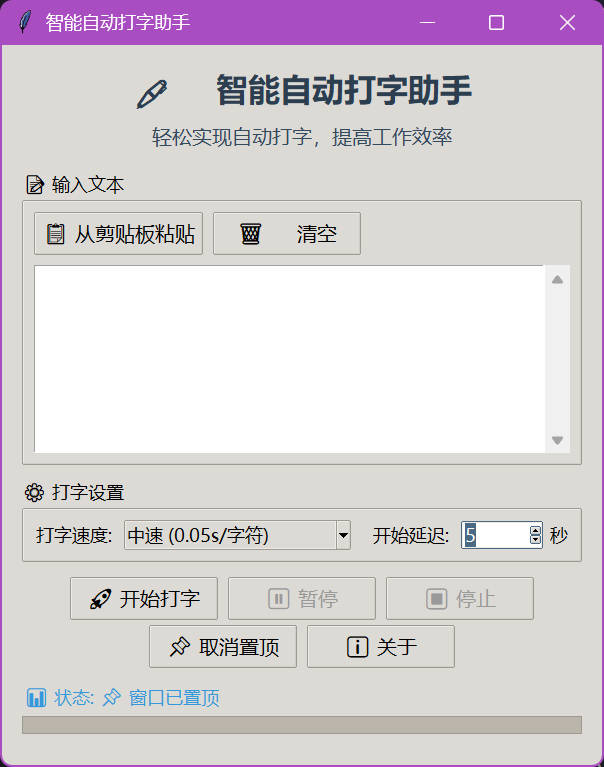 智能自动打字助手
智能自动打字助手
轻松实现自动打字，提高工作效率
输入文本
从剪贴板粘贴 清空
打字设置
打字速度: 中速 (0.05s/字符) 开始延迟: 5 秒
开始打字 暂停 停止
取消置顶 关于
状态: 窗口已置顶